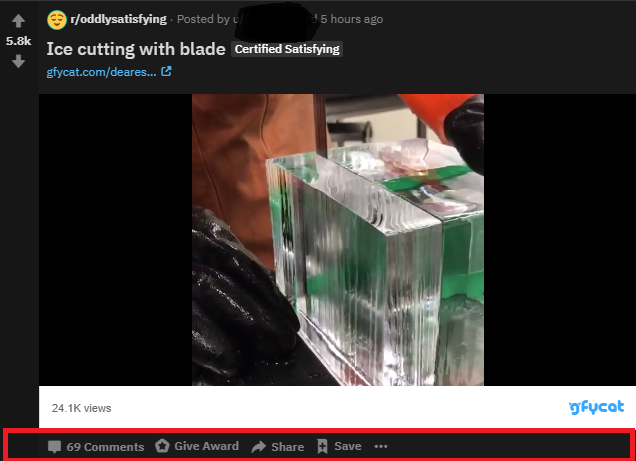 r/oddlysatisfying · Posted by u/ 5 hours ago
5.8k
Ice cutting with blade Certified Satisfying
gfycat.com/deares...
24.1K views gfycat
69 Comments Give Award Share Save ...